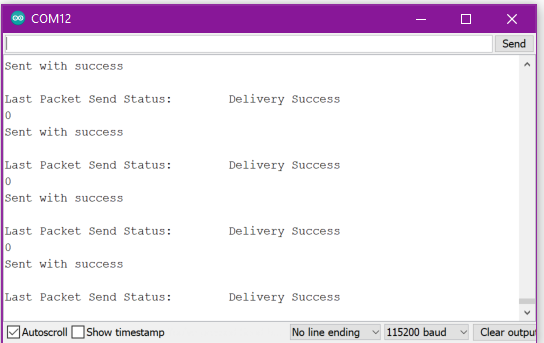 COM12
Send
Sent with success
Last Packet Send Status: Delivery Success
0
Sent with success
Last Packet Send Status: Delivery Success
0
Sent with success
Last Packet Send Status: Delivery Success
0
Sent with success
Last Packet Send Status: Delivery Success
Autoscroll Show timestamp No line ending 115200 baud Clear output